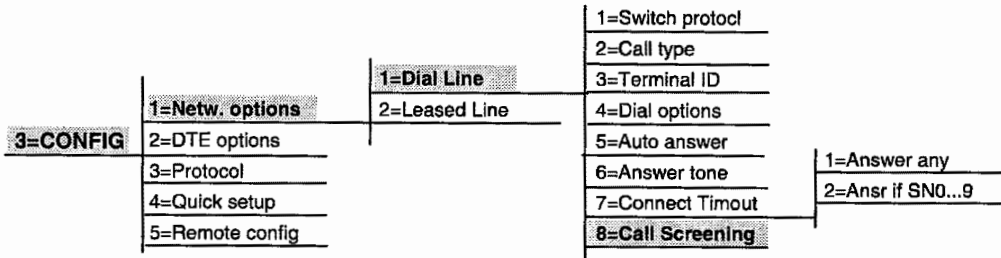 3=CONFIG
1=Netw. options
2=DTE options
3=Protocol
4=Quick setup
5=Remote config
1=Dial Line
2=Leased Line
1=Switch protocl
2=Call type
3=Terminal ID
4=Dial options
5=Auto answer
6=Answer tone
7=Connect Timout
8=Call Screening
1=Answer any
2=Ansr if SN0...9